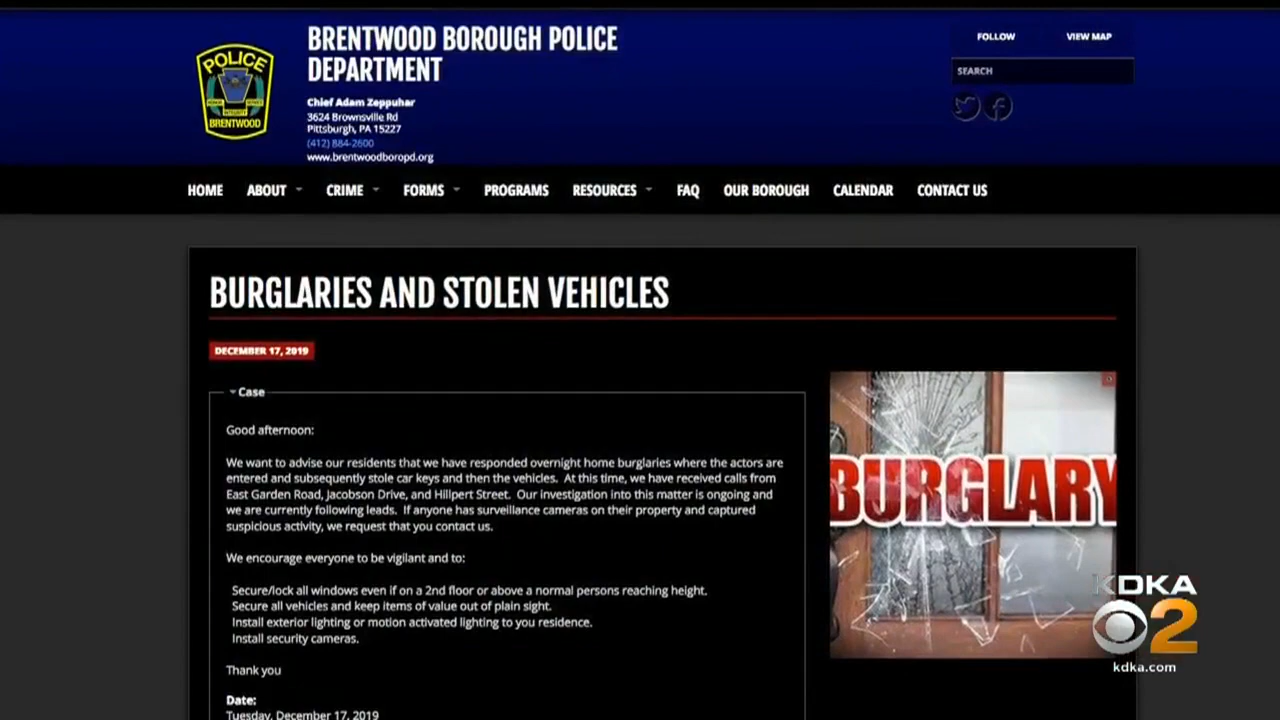 BRENTWOOD BOROUGH POLICE
DEPARTMENT
POLICE
BRENTWOOD
Chief Adam Zeppuhar
3624 Brownsville Rd
Pittsburgh, PA 15227
(412) 884-2600
www.brentwoodboropd.org
FOLLOW
VIEW MAP
SEARCH
HOME ABOUT CRIME FORMS PROGRAMS RESOURCES FAQ OUR BOROUGH CALENDAR CONTACT US
BURGLARIES AND STOLEN VEHICLES
DECEMBER 17, 2019
Case
Good afternoon:
We want to advise our residents that we have responded overnight home burglaries where the actors are
entered and subsequently stole car keys and then the vehicles. At this time, we have received calls from
East Garden Road, Jacobson Drive, and Hillpert Street. Our investigation into this matter is ongoing and
we are currently following leads. If anyone has surveillance cameras on their property and captured
suspicious activity, we request that you contact us.
We encourage everyone to be vigilant and to:
Secure/lock all windows even if on a 2nd floor or above a normal persons reaching height.
Secure all vehicles and keep items of value out of plain sight.
Install exterior lighting or motion activated lighting to you residence.
Install security cameras.
Thank you
Date:
Tuesday, December 17, 2019
BURGLARY
KDKA
2
kdka.com